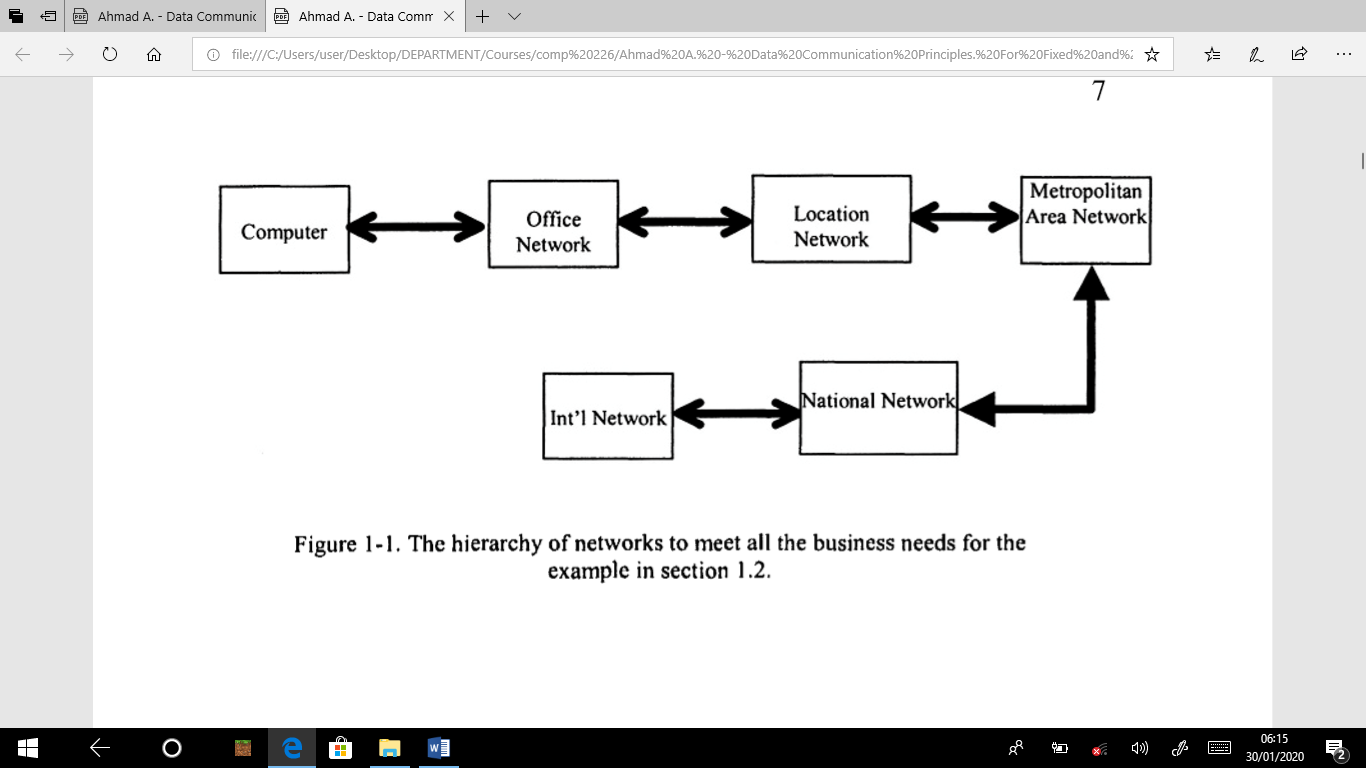 Ahmad A. - Data Communic
Ahmad A. - Data Comm
file:///C:/Users/user/Desktop/DEPARTMENT/Courses/comp%20226/Ahmad%20A.%20-%20Data%20Communication%20Principles.%20For%20Fixed%20and%2
7
Computer
Office
Network
Location
Network
Metropolitan
Area Network
Int'l Network
National Network
Figure 1-1. The hierarchy of networks to meet all the business needs for the
example in section 1.2.
06:15
30/01/2020
2